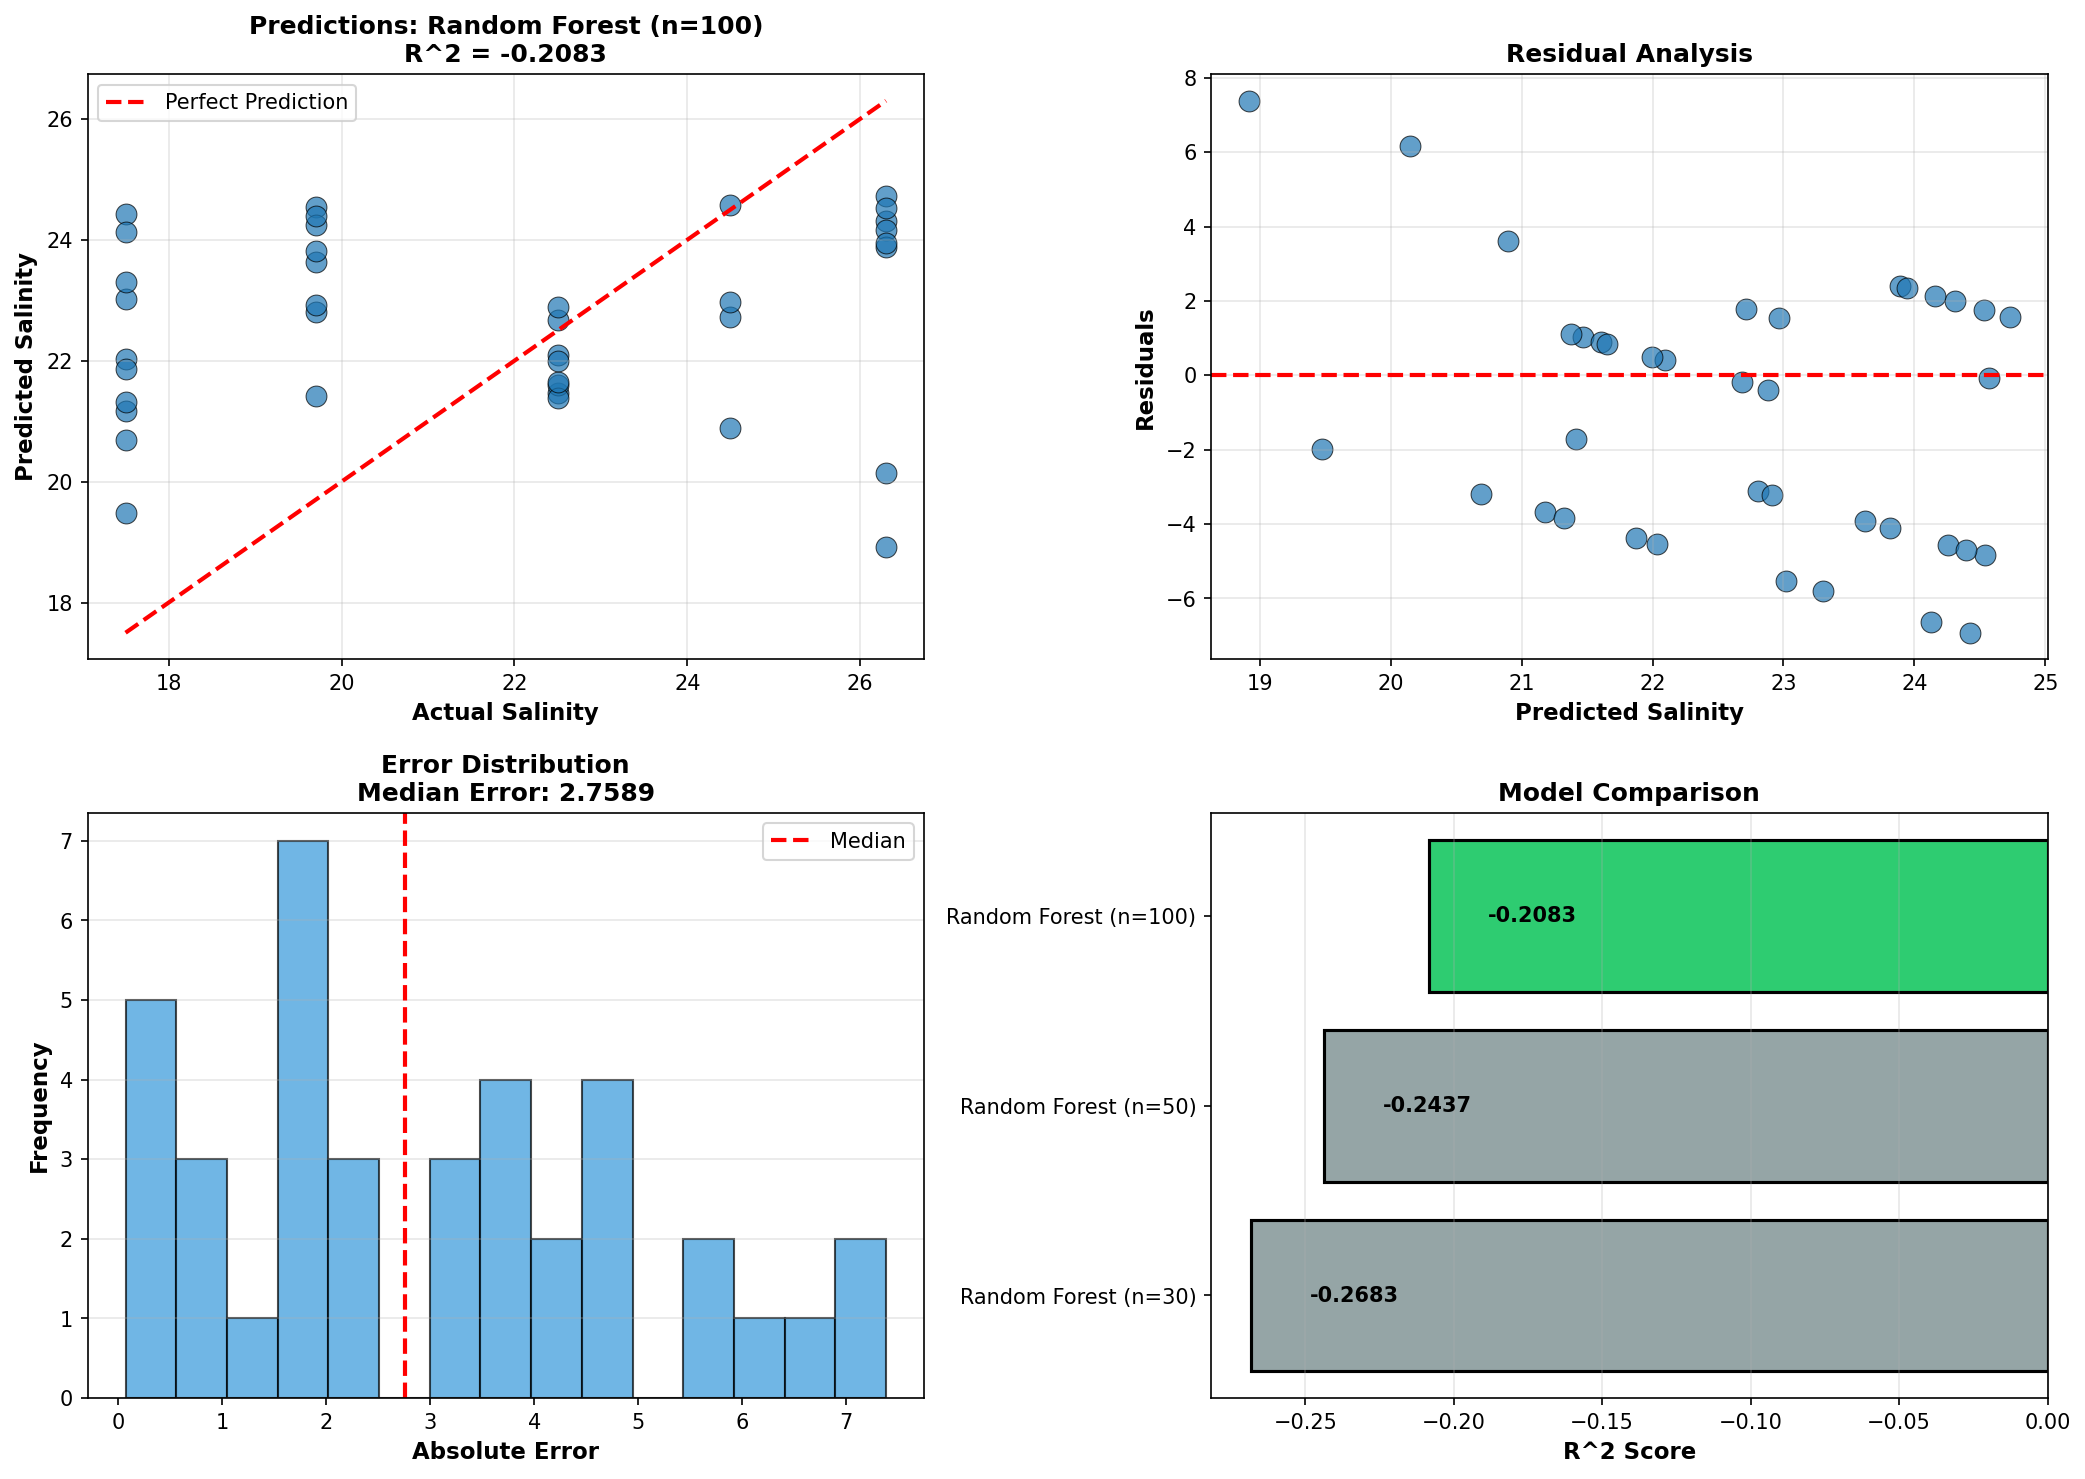 Predictions: Random Forest (n=100)
R^2 = -0.2083
Perfect Prediction
26
24
22
20
18
Predicted Salinity
18 20 22 24 26
Actual Salinity
Residual Analysis
8
6
4
2
0
−2
−4
−6
Residuals
19 20 21 22 23 24 25
Predicted Salinity
Error Distribution
Median Error: 2.7589
Median
7
6
5
4
3
2
1
0
Frequency
0 1 2 3 4 5 6 7
Absolute Error
Model Comparison
Random Forest (n=100)
-0.2083
Random Forest (n=50)
-0.2437
Random Forest (n=30)
-0.2683
−0.25 −0.20 −0.15 −0.10 −0.05 0.00
R^2 Score